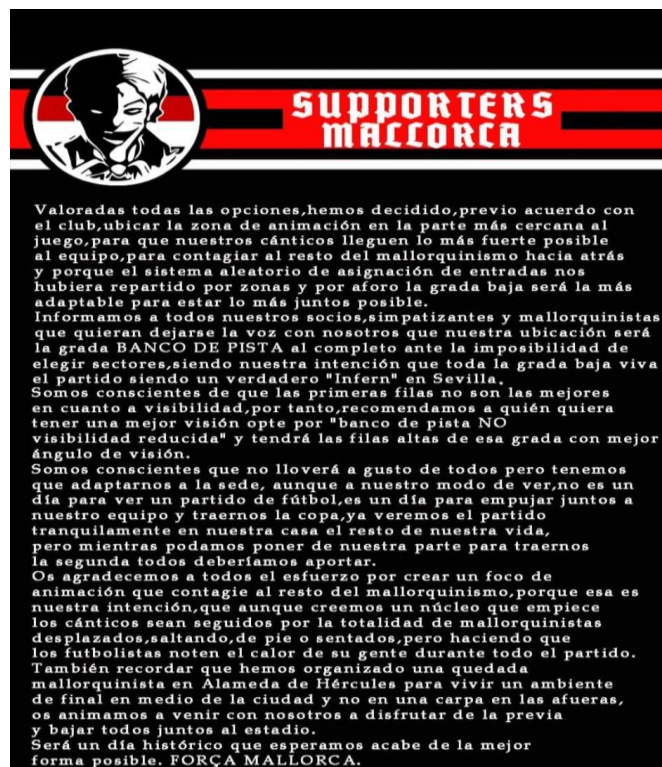 SUPPORTERS
MALLORCA
Valoradas todas las opciones,hemos decidido,previo acuerdo con
el club,ubicar la zona de animación en la parte más cercana al
juego,para que nuestros cánticos lleguen lo más fuerte posible
al equipo,para contagiar al resto del mallorquinismo hacia atrás
y porque el sistema aleatorio de asignación de entradas nos
hubiera repartido por zonas y por aforo la grada baja será la más
adaptable para estar lo más juntos posible.
Informamos a todos nuestros socios,simpatizantes y mallorquinistas
que quieran dejarse la voz con nosotros que nuestra ubicación será
la grada BANCO DE PISTA al completo ante la imposibilidad de
elegir sectores,siendo nuestra intención que toda la grada baja viva
el partido siendo un verdadero "Infern" en Sevilla.
Somos conscientes de que las primeras filas no son las mejores
en cuanto a visibilidad,por tanto,recomendamos a quién quiera
tener una mejor visión opte por "banco de pista NO
visibilidad reducida" y tendrá las filas altas de esa grada con mejor
ángulo de visión.
Somos conscientes que no lloverá a gusto de todos pero tenemos
que adaptarnos a la sede, aunque a nuestro modo de ver,no es un
día para ver un partido de fútbol,es un día para empujar juntos a
nuestro equipo y traernos la copa,ya veremos el partido
tranquilamente en nuestra casa el resto de nuestra vida,
pero mientras podamos poner de nuestra parte para traernos
la segunda todos deberíamos aportar.
Os agradecemos a todos el esfuerzo por crear un foco de
animación que contagie al resto del mallorquinismo,porque esa es
nuestra intención,que aunque creemos un núcleo que empiece
los cánticos sean seguidos por la totalidad de mallorquinistas
desplazados,saltando,de pie o sentados,pero haciendo que
los futbolistas noten el calor de su gente durante todo el partido.
También recordar que hemos organizado una quedada
mallorquinista en Alameda de Hércules para vivir un ambiente
de final en medio de la ciudad y no en una carpa en las afueras,
os animamos a venir con nosotros a disfrutar de la previa
y bajar todos juntos al estadio.
Será un día histórico que esperamos acabe de la mejor
forma posible. FORÇA MALLORCA.